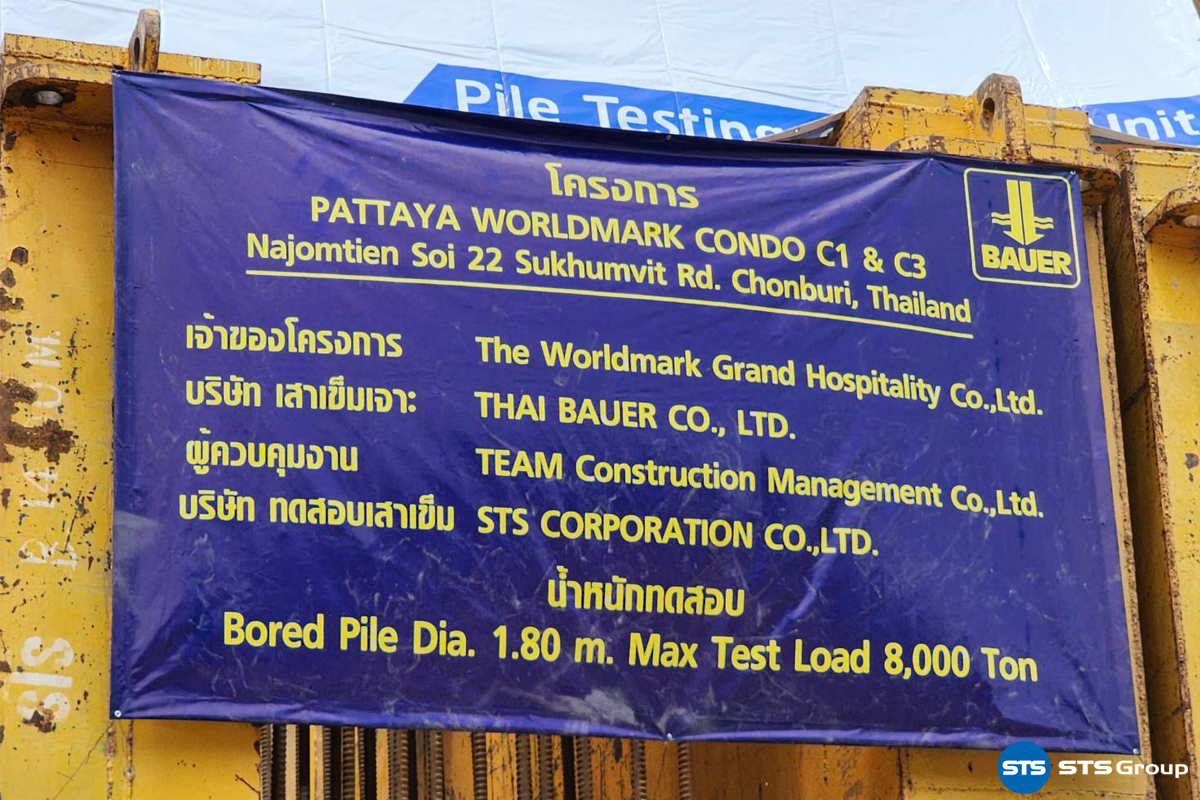 Pile Testing
Unit
โครงการ
PATTAYA WORLDMARK CONDO C1 & C3
Najomtien Soi 22 Sukhumvit Rd. Chonburi, Thailand
BAUER
เจ้าของโครงการ The Worldmark Grand Hospitality Co.,Ltd.
บริษัท เสาเข็มเจาะ THAI BAUER CO., LTD.
ผู้ควบคุมงาน TEAM Construction Management Co.,Ltd.
บริษัท ทดสอบเสาเข็ม STS CORPORATION CO.,LTD.
น้ำหนักทดสอบ
Bored Pile Dia. 1.80 m. Max Test Load 8,000 Ton
STS STS Group